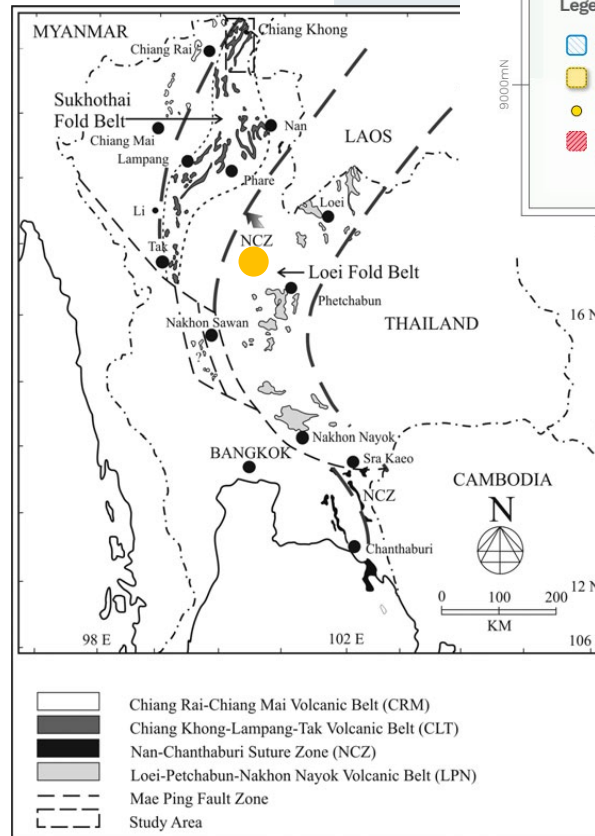 MYANMAR
Chiang Khong
Chiang Rai
Sukhothai
Fold Belt
Nan
Chiang Mai
Lampang
LAOS
Phare
Li
Loei
NCZ
Tak
Loei Fold Belt
Phetchabun
Nakhon Sawan
THAILAND
16 N
?
Nakhon Nayok
BANGKOK
Sra Kaeo
NCZ
CAMBODIA
N
Chanthaburi
12 N
0 100 200
KM
98 E
102 E
106
Chiang Rai-Chiang Mai Volcanic Belt (CRM)
Chiang Khong-Lampang-Tak Volcanic Belt (CLT)
Nan-Chanthaburi Suture Zone (NCZ)
Loei-Petchabun-Nakhon Nayok Volcanic Belt (LPN)
Mae Ping Fault Zone
Study Area
9000mN